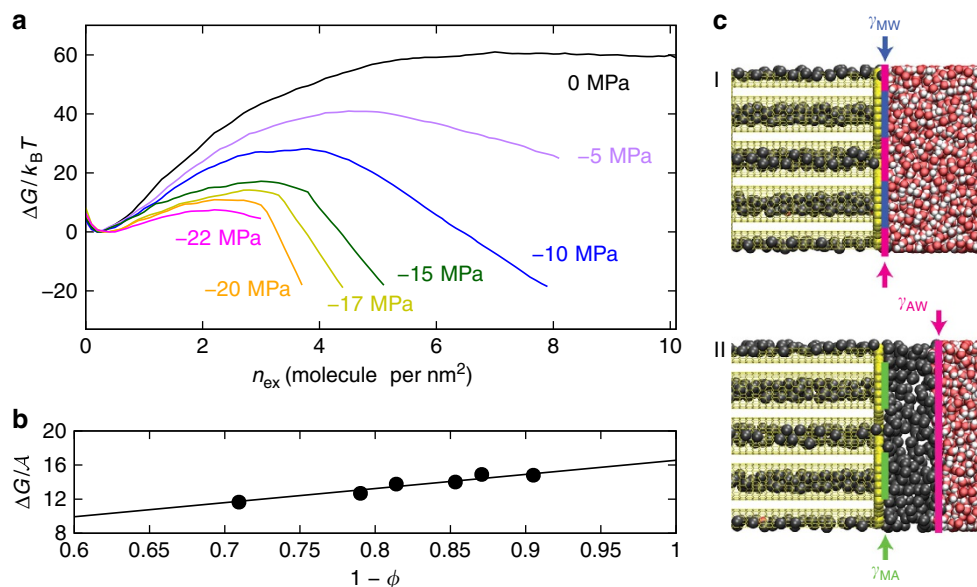 a
ΔG/k_BT
60
40
20
0
−20
0 MPa
−5 MPa
−10 MPa
−15 MPa
−17 MPa
−20 MPa
−22 MPa
0 2 4 6 8 10
n_ex (molecule per nm²)
b
ΔG/A
20
16
12
8
0.6 0.65 0.7 0.75 0.8 0.85 0.9 0.95 1
1 − ϕ
c
γ_MW
I
γ_AW
II
γ_MA